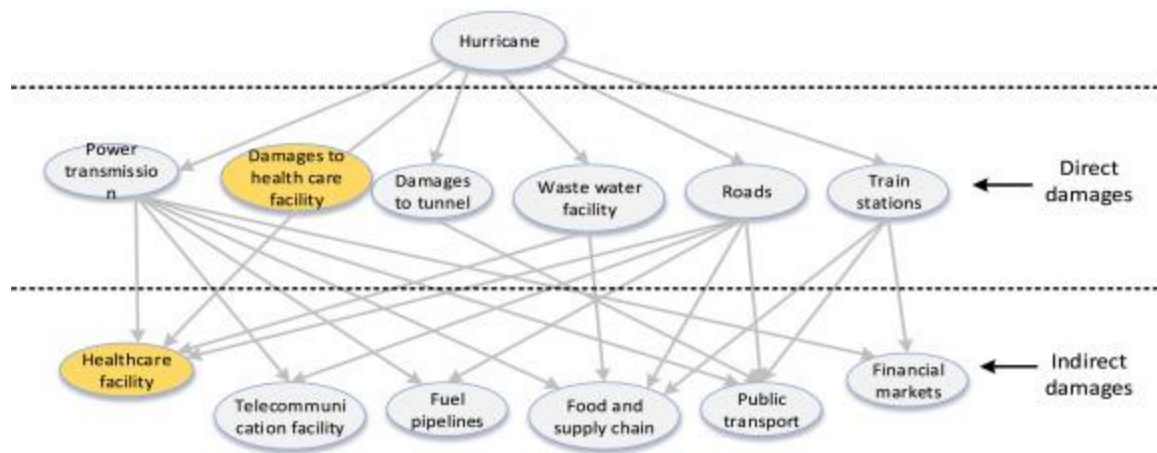 Hurricane
Power
transmissio
n
Damages to
health care
facility
Damages
to tunnel
Waste water
facility
Roads
Train
stations
Direct
damages
Healthcare
facility
Telecommuni
cation facility
Fuel
pipelines
Food and
supply chain
Public
transport
Financial
markets
Indirect
damages